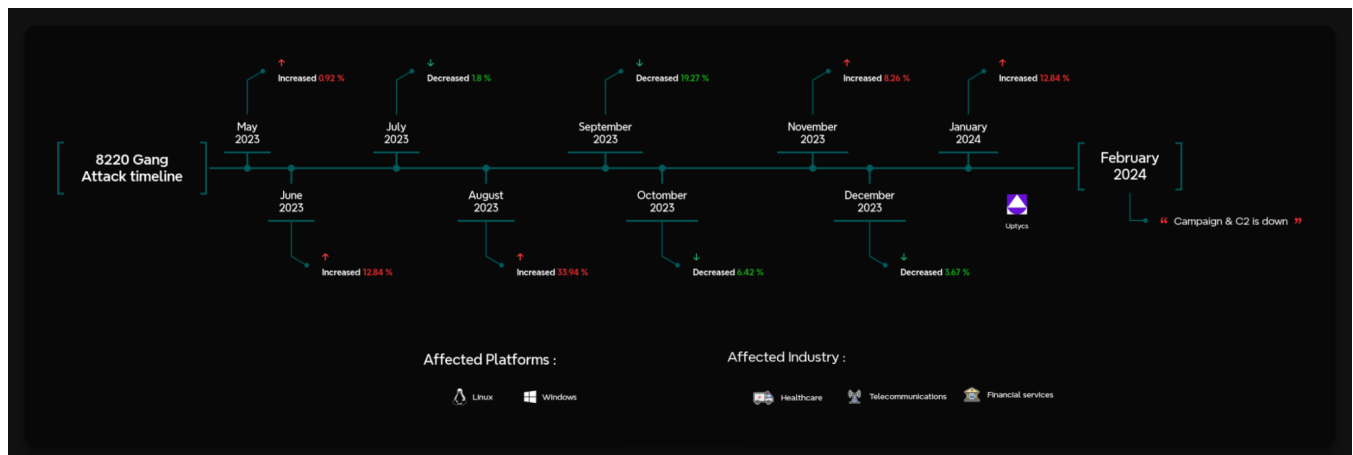 Increased 0.92 %
Decreased 1.8 %
Decreased 19.27 %
Increased 8.26 %
Increased 12.84 %
May
2023
July
2023
September
2023
November
2023
January
2024
8220 Gang
Attack timeline
February
2024
June
2023
August
2023
Octomber
2023
December
2023
Uptycs
“ Campaign & C2 is down ”
Increased 12.84 %
Increased 33.94 %
Decreased 6.42 %
Decreased 3.67 %
Affected Platforms :
Linux
Windows
Affected Industry :
Healthcare
Telecommunications
Financial services